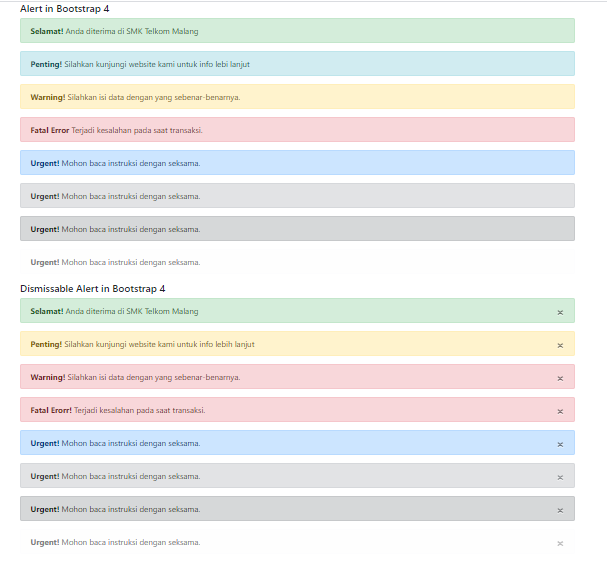 Alert in Bootstrap 4
Selamat! Anda diterima di SMK Telkom Malang
Penting! Silahkan kunjungi website kami untuk info lebi lanjut
Warning! Silahkan isi data dengan yang sebenar-benarnya.
Fatal Error Terjadi kesalahan pada saat transaksi.
Urgent! Mohon baca instruksi dengan seksama.
Urgent! Mohon baca instruksi dengan seksama.
Urgent! Mohon baca instruksi dengan seksama.
Urgent! Mohon baca instruksi dengan seksama.
Dismissable Alert in Bootstrap 4
Selamat! Anda diterima di SMK Telkom Malang ×
Penting! Silahkan kunjungi website kami untuk info lebih lanjut ×
Warning! Silahkan isi data dengan yang sebenar-benarnya. ×
Fatal Erorr! Terjadi kesalahan pada saat transaksi. ×
Urgent! Mohon baca instruksi dengan seksama. ×
Urgent! Mohon baca instruksi dengan seksama. ×
Urgent! Mohon baca instruksi dengan seksama. ×
Urgent! Mohon baca instruksi dengan seksama. ×